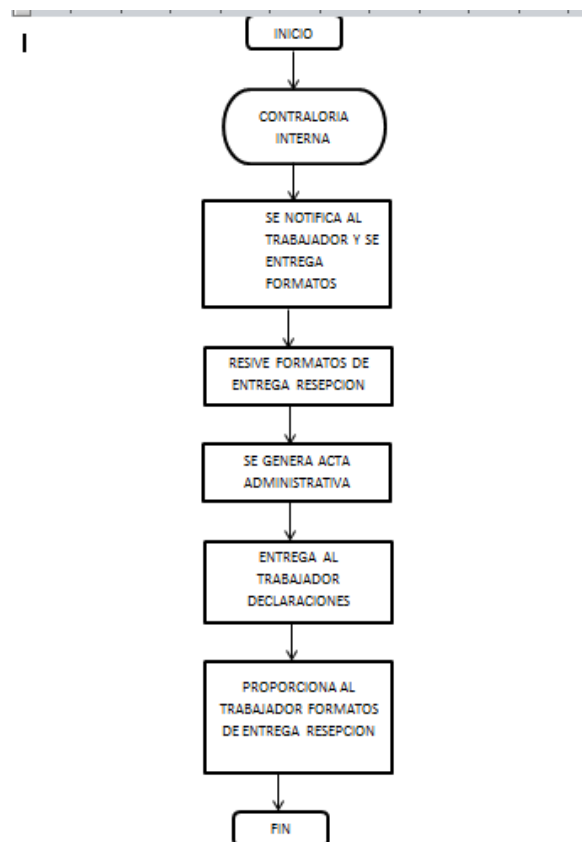 INICIO
CONTRALORIA
INTERNA
SE NOTIFICA AL
TRABAJADOR Y SE
ENTREGA
FORMATOS
RESIVE FORMATOS DE
ENTREGA RESEPCION
SE GENERA ACTA
ADMINISTRATIVA
ENTREGA AL
TRABAJADOR
DECLARACIONES
PROPORCIONA AL
TRABAJADOR FORMATOS
DE ENTREGA RESEPCION
FIN